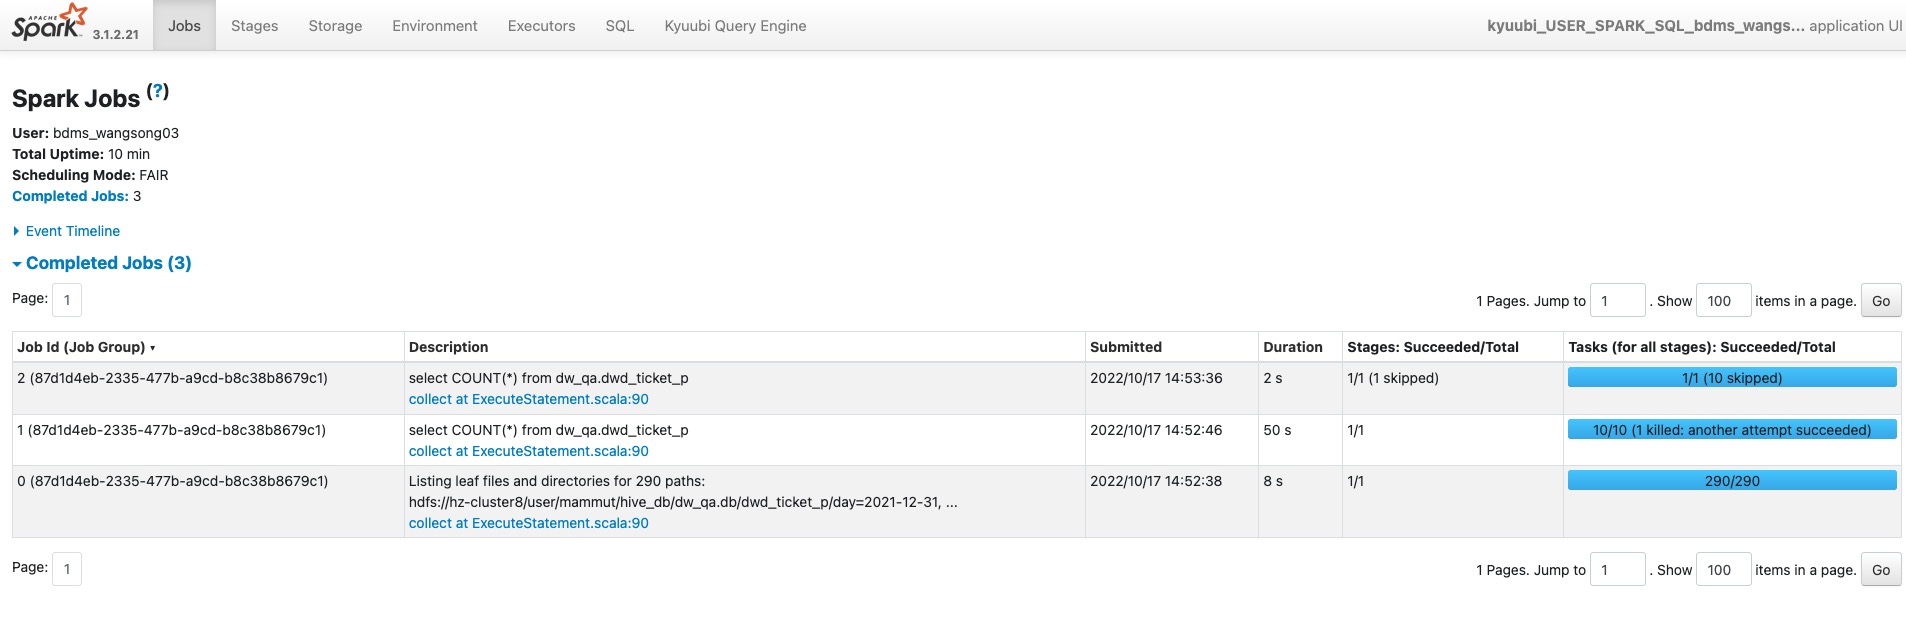 APACHE
Spark 3.1.2.21 Jobs Stages Storage Environment Executors SQL Kyuubi Query Engine kyuubi_USER_SPARK_SQL_bdms_wangs... application UI
Spark Jobs (?)
User: bdms_wangsong03
Total Uptime: 10 min
Scheduling Mode: FAIR
Completed Jobs: 3
Event Timeline
Completed Jobs (3)
Page: 1 1 Pages. Jump to 1 . Show 100 items in a page. Go
Job Id (Job Group) ▾ Description Submitted Duration Stages: Succeeded/Total Tasks (for all stages): Succeeded/Total
2 (87d1d4eb-2335-477b-a9cd-b8c38b8679c1) select COUNT(*) from dw_qa.dwd_ticket_p 2022/10/17 14:53:36 2 s 1/1 (1 skipped) 1/1 (10 skipped)
collect at ExecuteStatement.scala:90
1 (87d1d4eb-2335-477b-a9cd-b8c38b8679c1) select COUNT(*) from dw_qa.dwd_ticket_p 2022/10/17 14:52:46 50 s 1/1 10/10 (1 killed: another attempt succeeded)
collect at ExecuteStatement.scala:90
0 (87d1d4eb-2335-477b-a9cd-b8c38b8679c1) Listing leaf files and directories for 290 paths: 2022/10/17 14:52:38 8 s 1/1 290/290
hdfs://hz-cluster8/user/mammut/hive_db/dw_qa.db/dwd_ticket_p/day=2021-12-31, ...
collect at ExecuteStatement.scala:90
Page: 1 1 Pages. Jump to 1 . Show 100 items in a page. Go